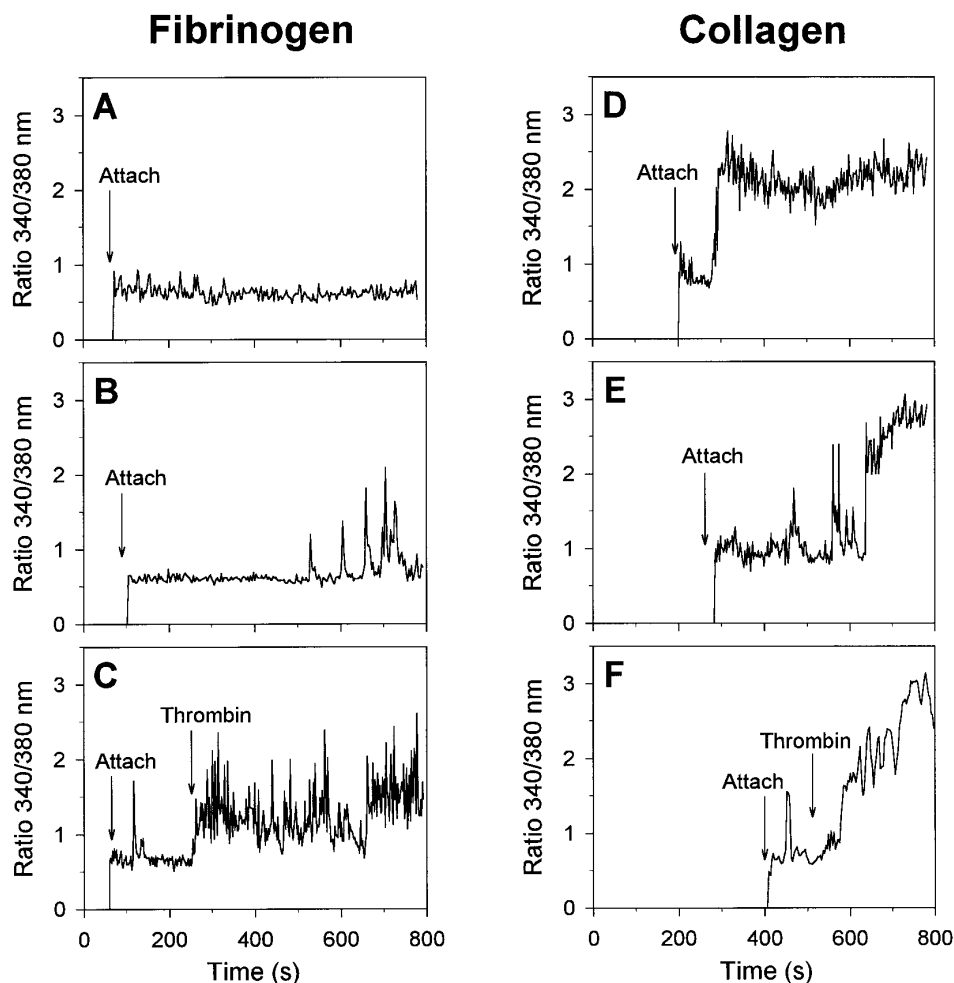 Fibrinogen
Collagen
A
Ratio 340/380 nm
3
2
1
0
Attach
D
Ratio 340/380 nm
3
2
1
0
Attach
B
Ratio 340/380 nm
3
2
1
0
Attach
E
Ratio 340/380 nm
3
2
1
0
Attach
C
Ratio 340/380 nm
3
2
1
0
Thrombin
Attach
0 200 400 600 800
Time (s)
F
Ratio 340/380 nm
3
2
1
0
Thrombin
Attach
0 200 400 600 800
Time (s)